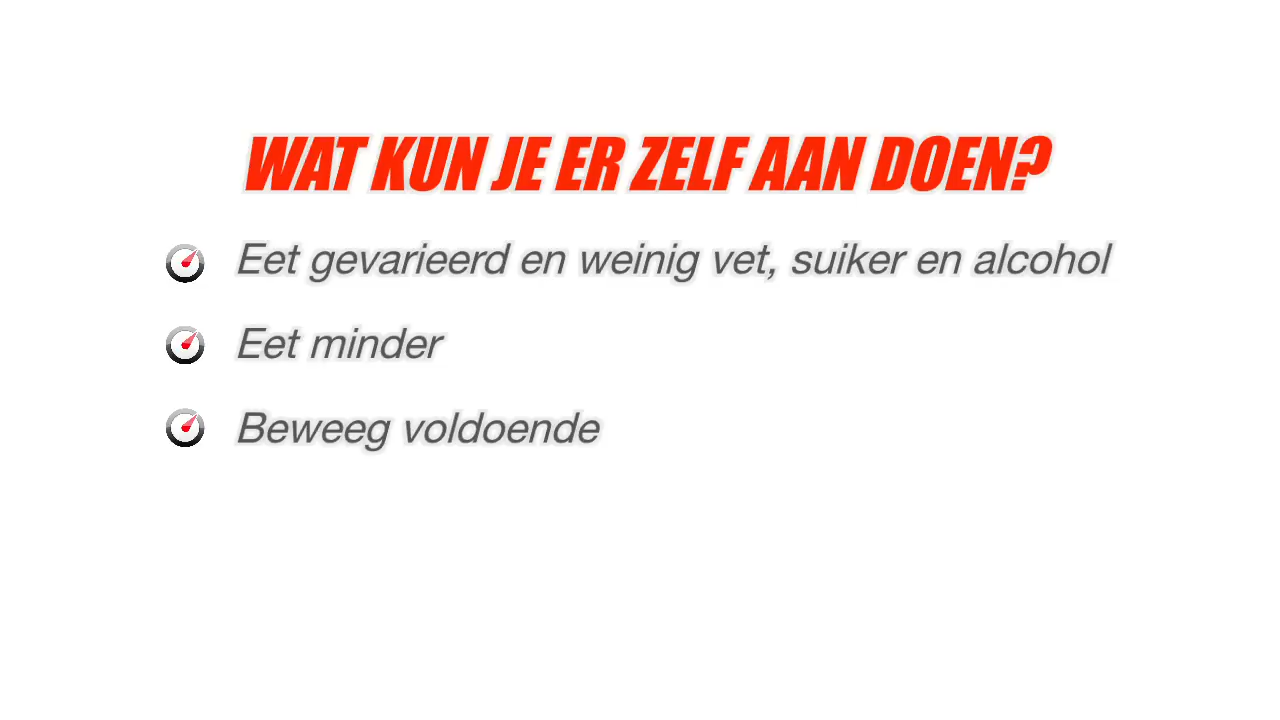 WAT KUN JE ER ZELF AAN DOEN?
Eet gevarieerd en weinig vet, suiker en alcohol
Eet minder
Beweeg voldoende